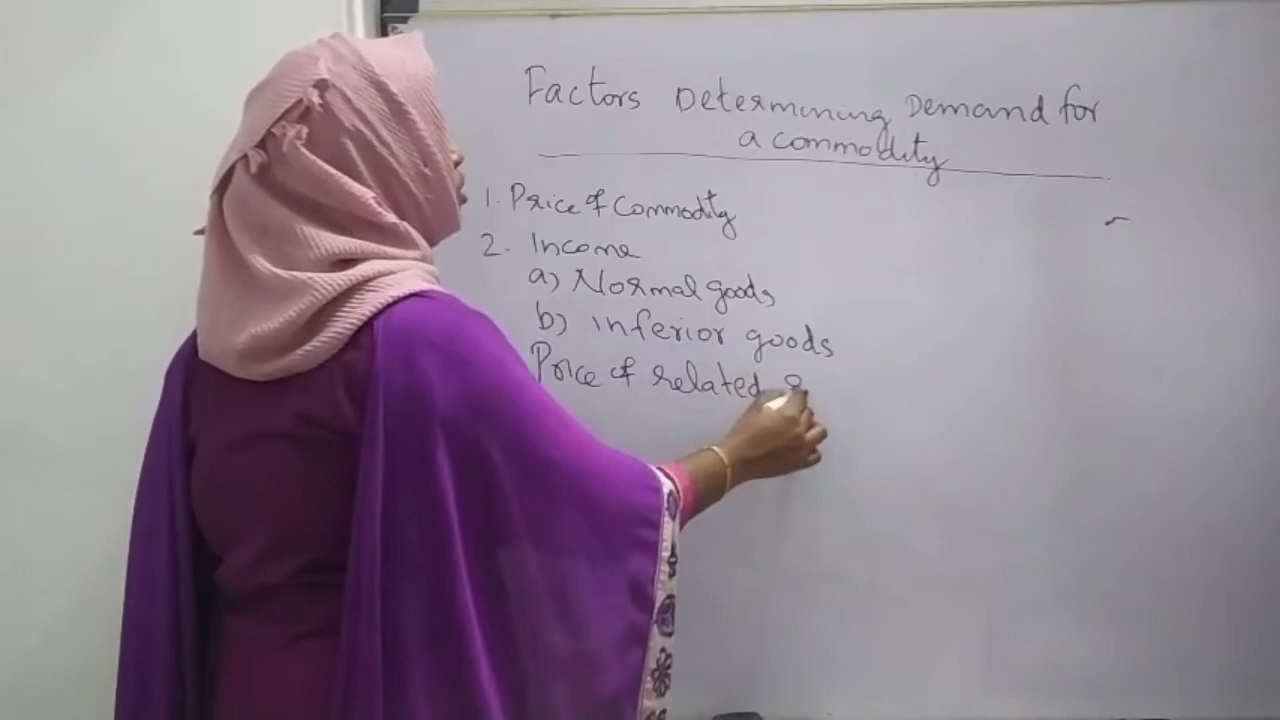 Factors Determining Demand for
a commodity
1. Price of Commodity
2. Income
a) Normal goods
b) inferior goods
Price of related